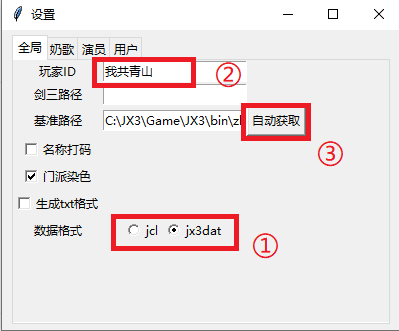 设置
全局 奶歌 演员 用户
玩家ID 我共青山 ②
剑三路径
基准路径 C:\JX3\Game\JX3\bin\zl 自动获取
③
名称打码
门派染色
生成txt格式
数据格式 jcl jx3dat ①